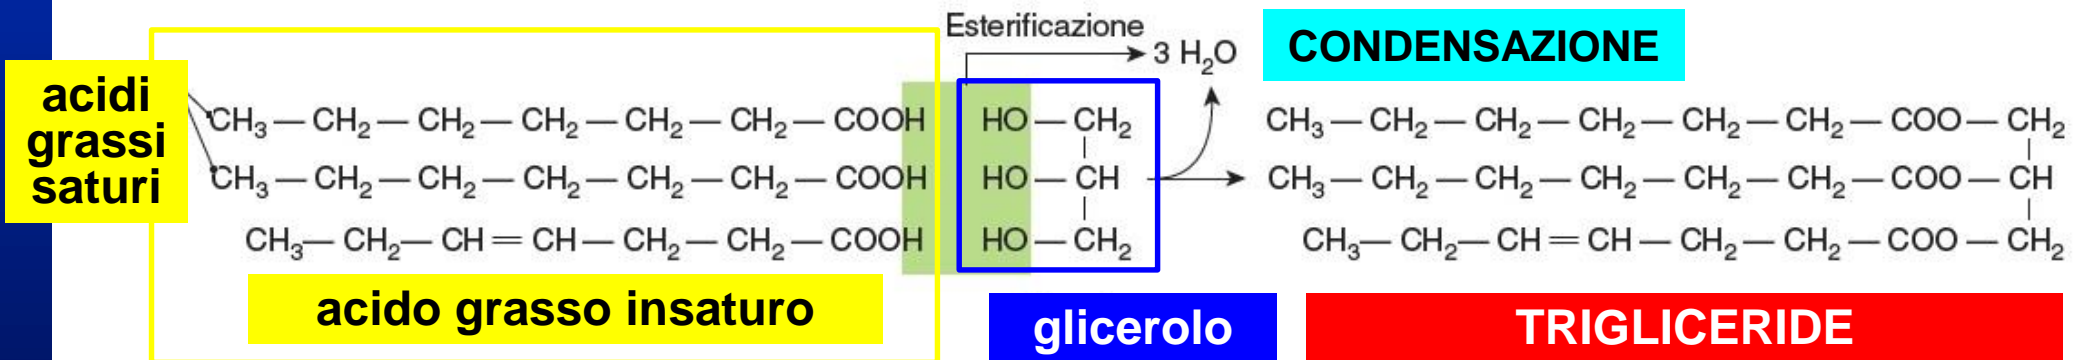 Esterificazione
3 H₂O
CONDENSAZIONE
acidi
grassi
saturi
CH₃ — CH₂ — CH₂ — CH₂ — CH₂ — CH₂ — COOH HO — CH₂ CH₃ — CH₂ — CH₂ — CH₂ — CH₂ — CH₂ — COO — CH₂
CH₃ — CH₂ — CH₂ — CH₂ — CH₂ — CH₂ — COOH HO — CH CH₃ — CH₂ — CH₂ — CH₂ — CH₂ — CH₂ — COO — CH
CH₃ — CH₂ — CH = CH — CH₂ — CH₂ — COOH HO — CH₂ CH₃ — CH₂ — CH = CH — CH₂ — CH₂ — COO — CH₂
acido grasso insaturo
glicerolo
TRIGLICERIDE